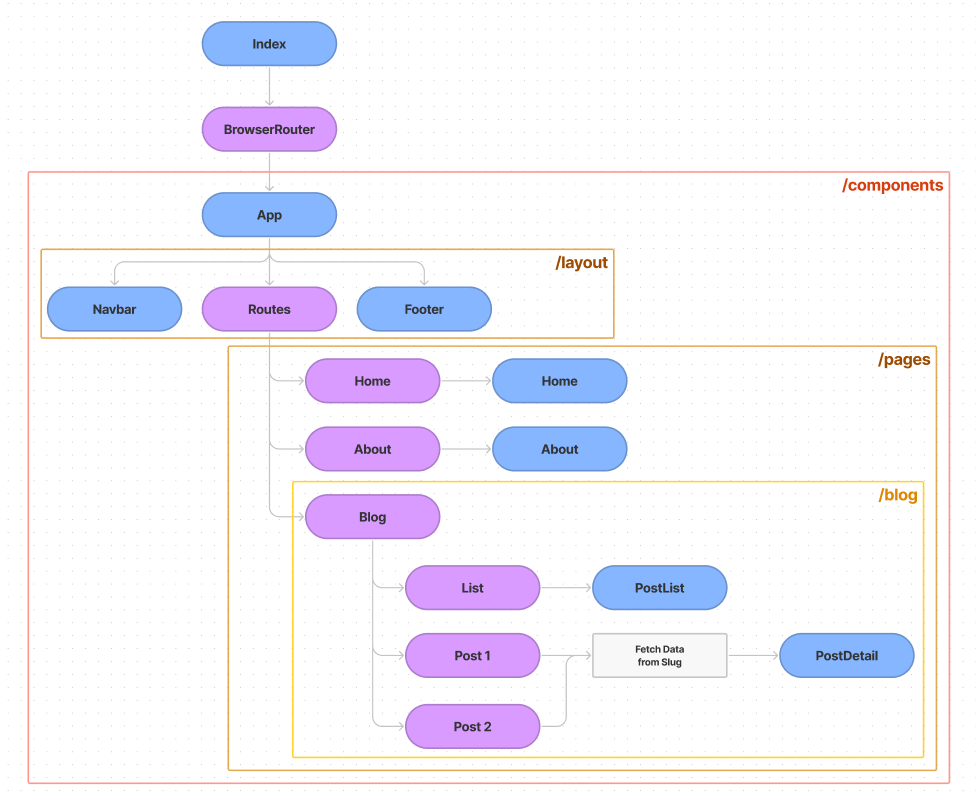 Index
BrowserRouter
/components
App
/layout
Navbar
Routes
Footer
/pages
Home
Home
About
About
/blog
Blog
List
PostList
Post 1
Fetch Data
from Slug
PostDetail
Post 2